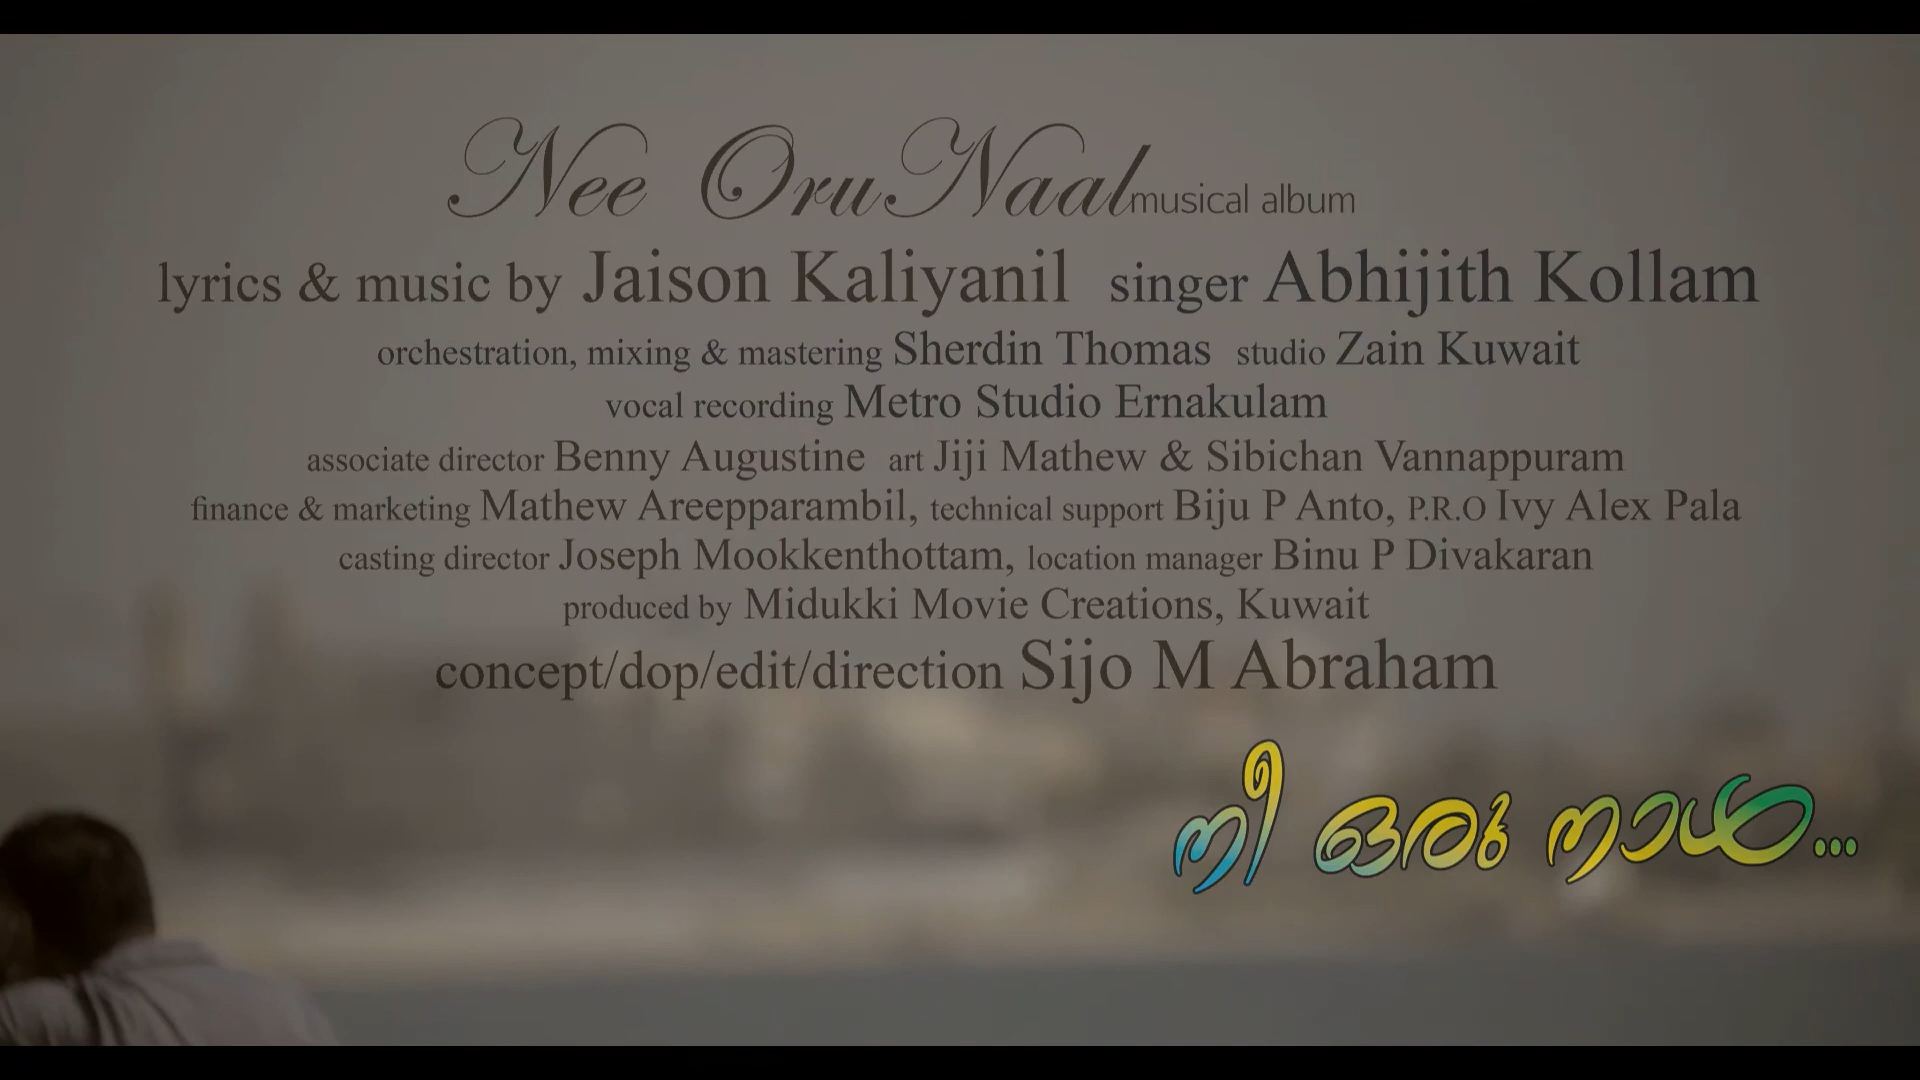 Nee Oru Naal musical album
lyrics & music by Jaison Kaliyanil singer Abhijith Kollam
orchestration, mixing & mastering Sherdin Thomas studio Zain Kuwait
vocal recording Metro Studio Ernakulam
associate director Benny Augustine art Jiji Mathew & Sibichan Vannappuram
finance & marketing Mathew Areepparambil, technical support Biju P Anto, P.R.O Ivy Alex Pala
casting director Joseph Mookkenthottam, location manager Binu P Divakaran
produced by Midukki Movie Creations, Kuwait
concept/dop/edit/direction Sijo M Abraham
നീ ഒരു നാൾ...